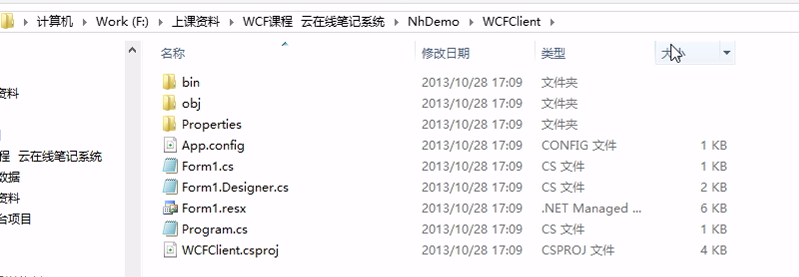 计算机 Work (F:) 上课资料 WCF课程 云在线笔记系统 NhDemo WCFClient
名称 修改日期 类型 大小
bin 2013/10/28 17:09 文件夹
资料
obj 2013/10/28 17:09 文件夹
Properties 2013/10/28 17:09 文件夹
App.config 2013/10/28 17:09 CONFIG 文件 1 KB
程 云在线笔记系统
Form1.cs 2013/10/28 17:09 CS 文件 1 KB
数据
Form1.Designer.cs 2013/10/28 17:09 CS 文件 2 KB
资料
Form1.resx 2013/10/28 17:09 .NET Managed ... 6 KB
台项目
Program.cs 2013/10/28 17:09 CS 文件 1 KB
WCFClient.csproj 2013/10/28 17:09 CSPROJ 文件 4 KB